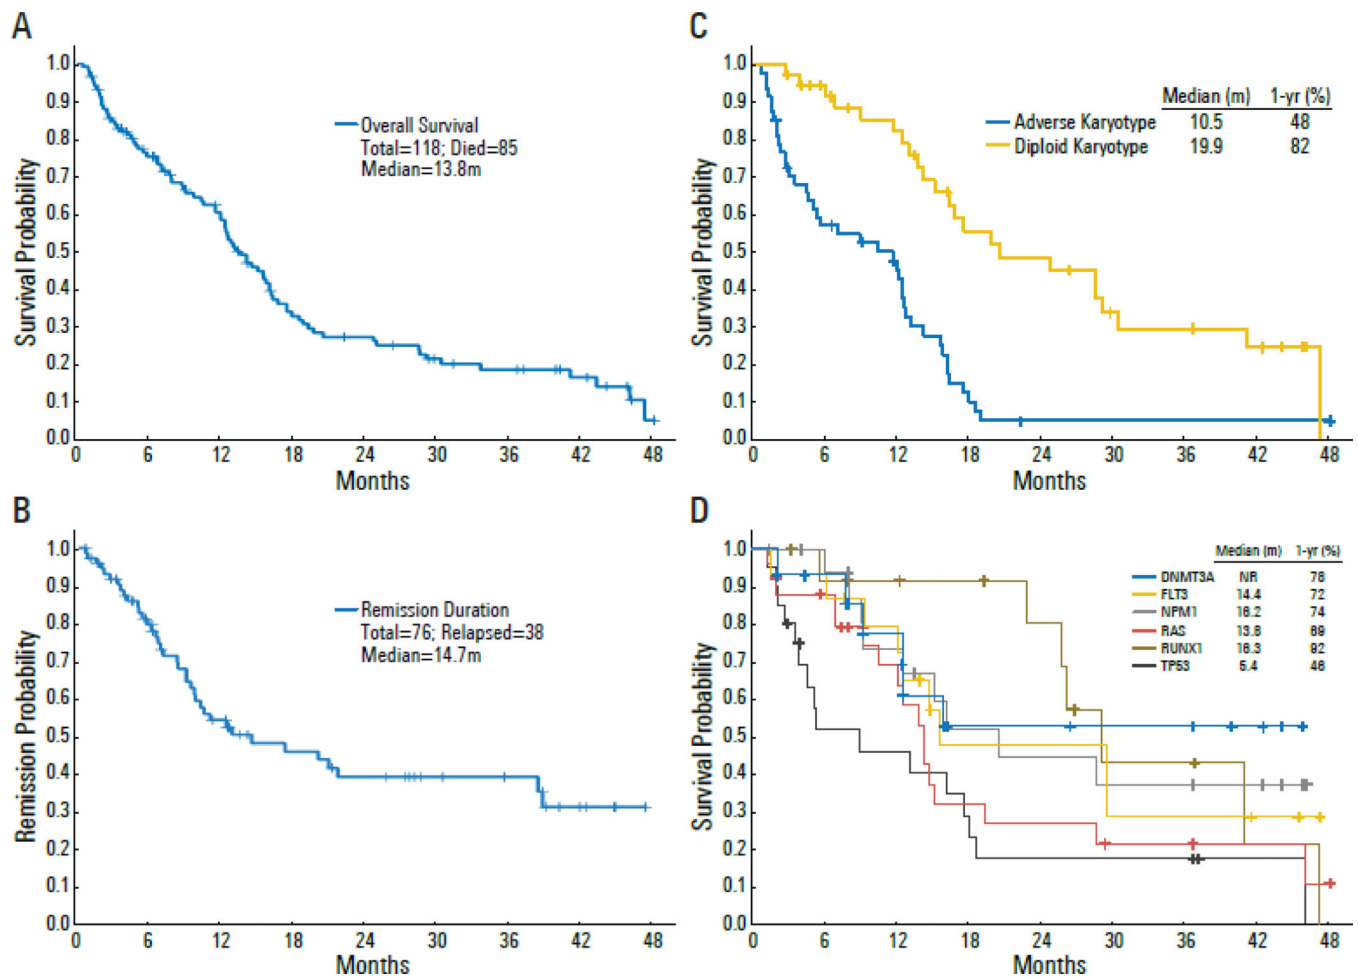 A
Survival Probability
1.0
0.9
0.8
0.7
0.6
0.5
0.4
0.3
0.2
0.1
0.0
Overall Survival
Total=118; Died=85
Median=13.8m
0 6 12 18 24 30 36 42 48
Months
B
Remission Probability
1.0
0.9
0.8
0.7
0.6
0.5
0.4
0.3
0.2
0.1
0.0
Remission Duration
Total=76; Relapsed=38
Median=14.7m
0 6 12 18 24 30 36 42 48
Months
C
Survival Probability
1.0
0.9
0.8
0.7
0.6
0.5
0.4
0.3
0.2
0.1
0.0
Median (m) 1-yr (%)
Adverse Karyotype 10.5 48
Diploid Karyotype 19.9 82
0 6 12 18 24 30 36 42 48
Months
D
Survival Probability
1.0
0.9
0.8
0.7
0.6
0.5
0.4
0.3
0.2
0.1
0.0
Median (m) 1-yr (%)
DNMT3A NR 78
FLT3 14.4 72
NPM1 16.2 74
RAS 13.8 69
RUNX1 16.3 92
TP53 5.4 46
0 6 12 18 24 30 36 42 48
Months